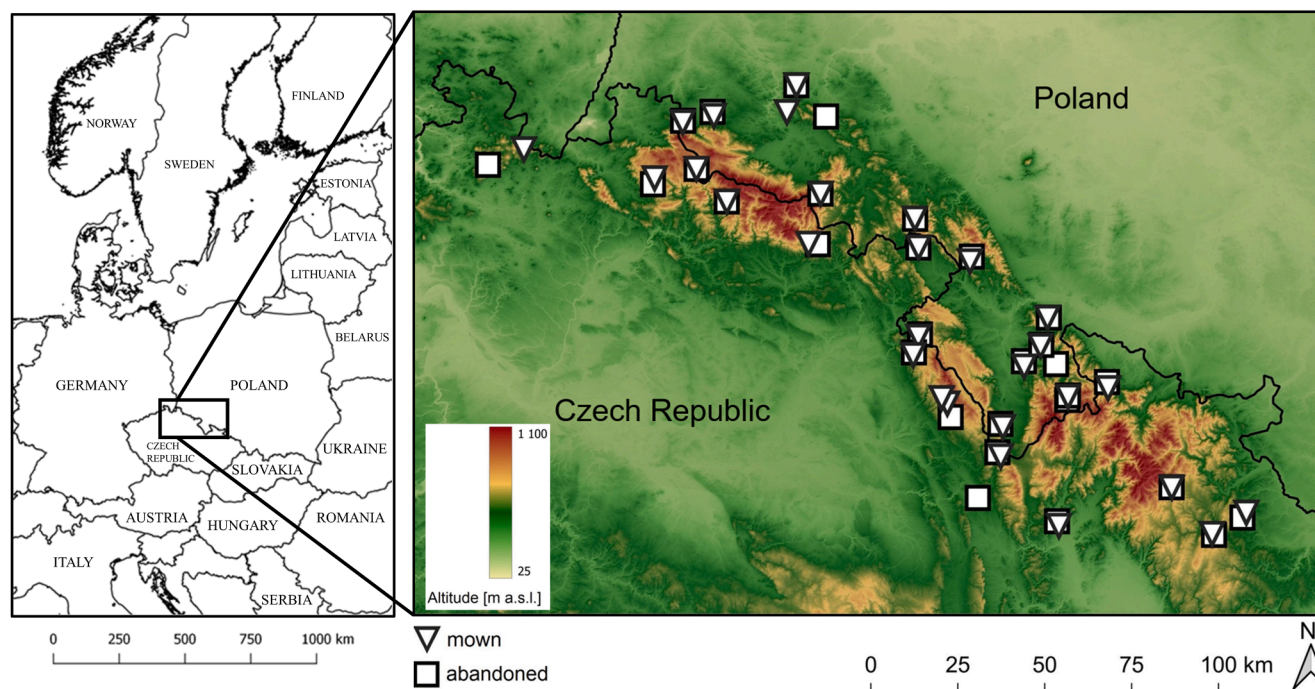 NORWAY
FINLAND
SWEDEN
ESTONIA
LATVIA
LITHUANIA
BELARUS
GERMANY
POLAND
UKRAINE
CZECH
REPUBLIC
SLOVAKIA
AUSTRIA
HUNGARY
ROMANIA
ITALY
SERBIA
0 250 500 750 1000 km
Poland
Czech Republic
1 100
25
Altitude [m a.s.l.]
mown
abandoned
0 25 50 75 100 km
N